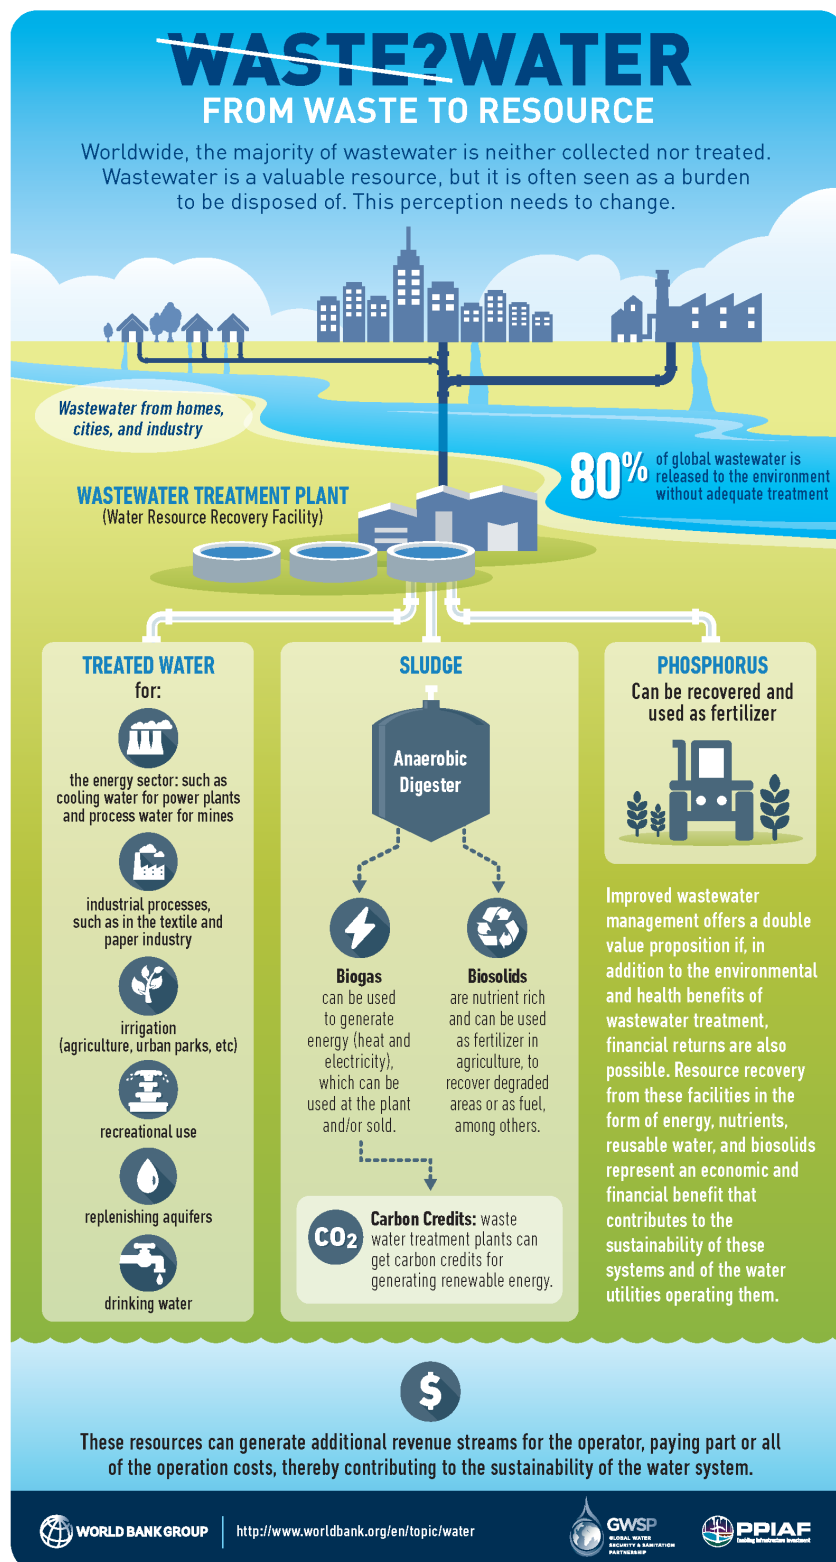 WASTE?WATER
FROM WASTE TO RESOURCE
Worldwide, the majority of wastewater is neither collected nor treated.
Wastewater is a valuable resource, but it is often seen as a burden
to be disposed of. This perception needs to change.
Wastewater from homes,
cities, and industry
80%
of global wastewater is
released to the environment
without adequate treatment
WASTEWATER TREATMENT PLANT
(Water Resource Recovery Facility)
TREATED WATER
for:
the energy sector: such as
cooling water for power plants
and process water for mines
industrial processes,
such as in the textile and
paper industry
irrigation
(agriculture, urban parks, etc)
recreational use
replenishing aquifers
drinking water
SLUDGE
Anaerobic
Digester
Biogas
can be used
to generate
energy (heat and
electricity),
which can be
used at the plant
and/or sold.
Biosolids
are nutrient rich
and can be used
as fertilizer in
agriculture, to
recover degraded
areas or as fuel,
among others.
CO2
Carbon Credits: waste
water treatment plants can
get carbon credits for
generating renewable energy.
PHOSPHORUS
Can be recovered and
used as fertilizer
Improved wastewater
management offers a double
value proposition if, in
addition to the environmental
and health benefits of
wastewater treatment,
financial returns are also
possible. Resource recovery
from these facilities in the
form of energy, nutrients,
reusable water, and biosolids
represent an economic and
financial benefit that
contributes to the
sustainability of these
systems and of the water
utilities operating them.
$
These resources can generate additional revenue streams for the operator, paying part or all
of the operation costs, thereby contributing to the sustainability of the water system.
WORLD BANK GROUP
http://www.worldbank.org/en/topic/water
GWSP
GLOBAL WATER
SECURITY & SANITATION
PARTNERSHIP
PPIAF
Enabling Infrastructure Investment